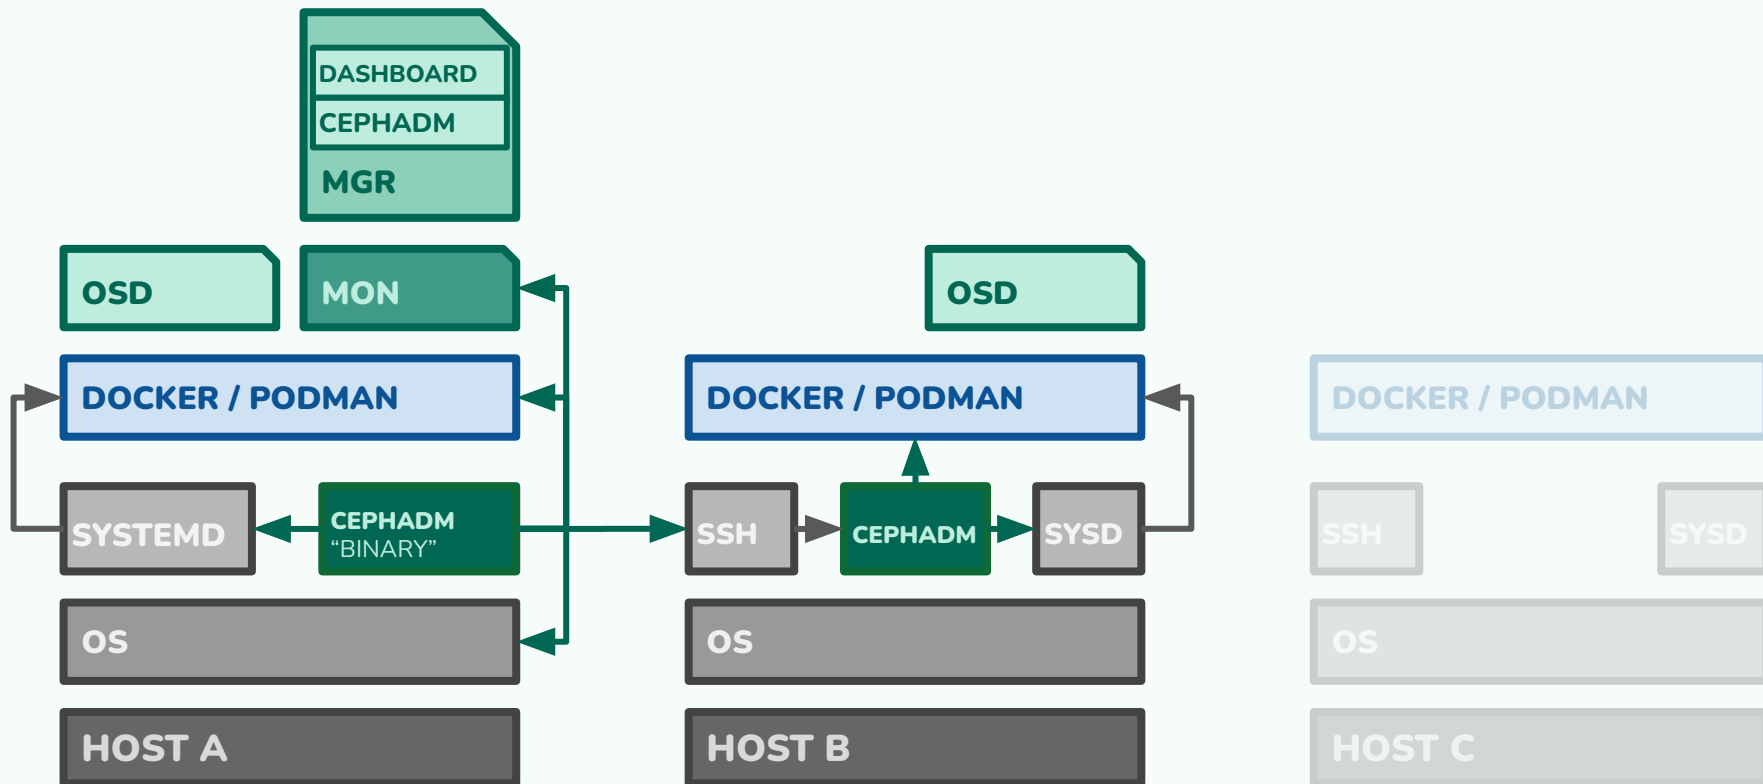 DASHBOARD
CEPHADM
MGR
OSD
MON
OSD
DOCKER / PODMAN
DOCKER / PODMAN
DOCKER / PODMAN
SYSTEMD
CEPHADM
“BINARY”
SSH
CEPHADM
SYSD
SSH
SYSD
OS
OS
OS
HOST A
HOST B
HOST C